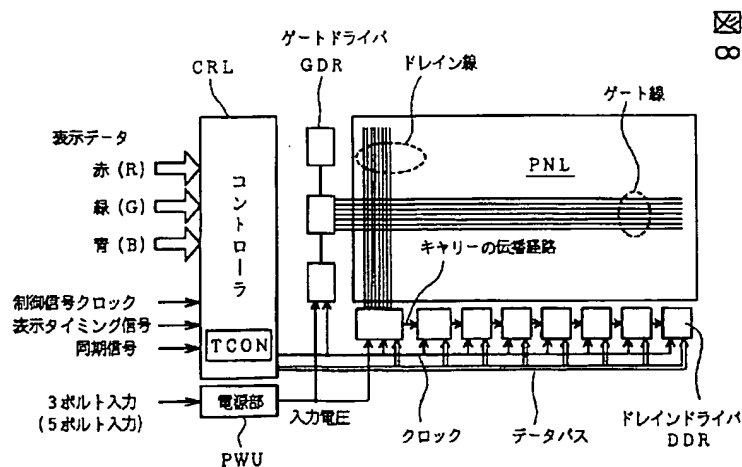 図8
ゲートドライバ
GDR
ドレイン線
CRL
ゲート線
表示データ
赤 (R)
緑 (G)
青 (B)
コントローラ
PNL
キャリーの伝播経路
制御信号クロック
表示タイミング信号
同期信号
TCON
3ボルト入力
(5ボルト入力)
電源部
入力電圧
PWU
クロック
データバス
ドレインドライバ
DDR